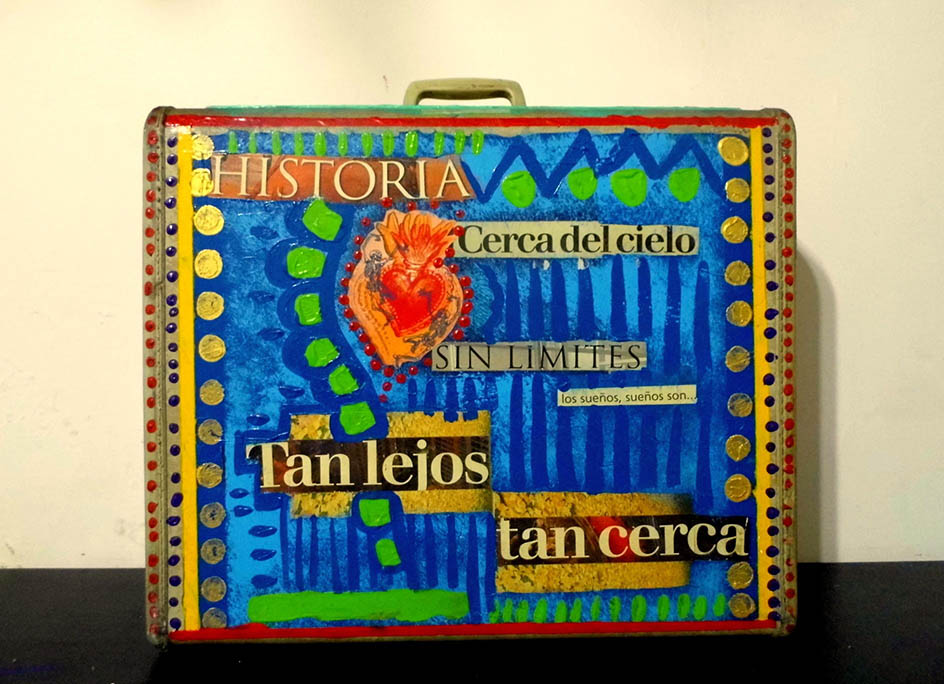 HISTORIA
Cerca del cielo
SIN LIMITES
los sueños, sueños son...
Tan lejos
tan cerca